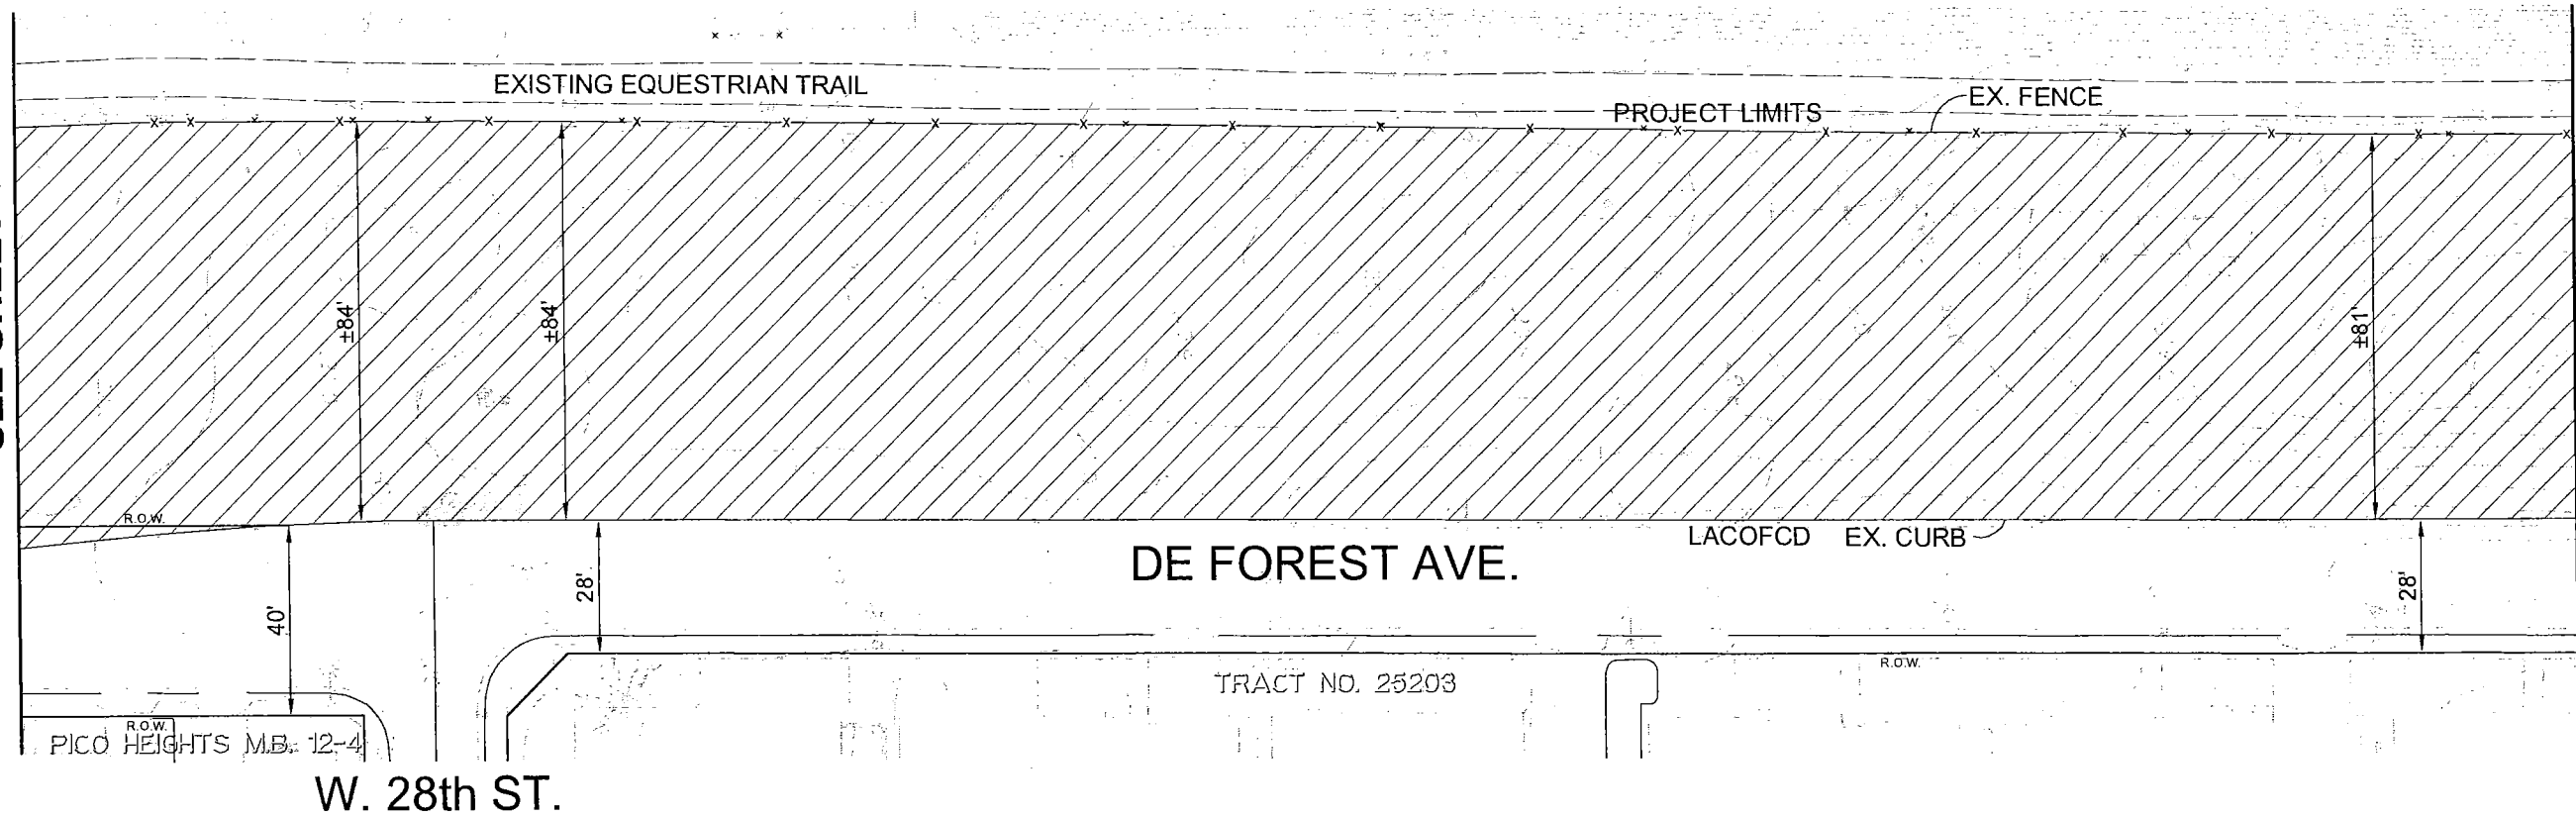 EXISTING EQUESTRIAN TRAIL
PROJECT LIMITS
EX. FENCE
±84'
±84'
±81'
R.O.W.
LACOFCD EX. CURB
DE FOREST AVE.
40'
28'
28'
R.O.W.
TRACT NO. 25203
R.O.W.
PICO HEIGHTS M.B. 12-4
W. 28th ST.